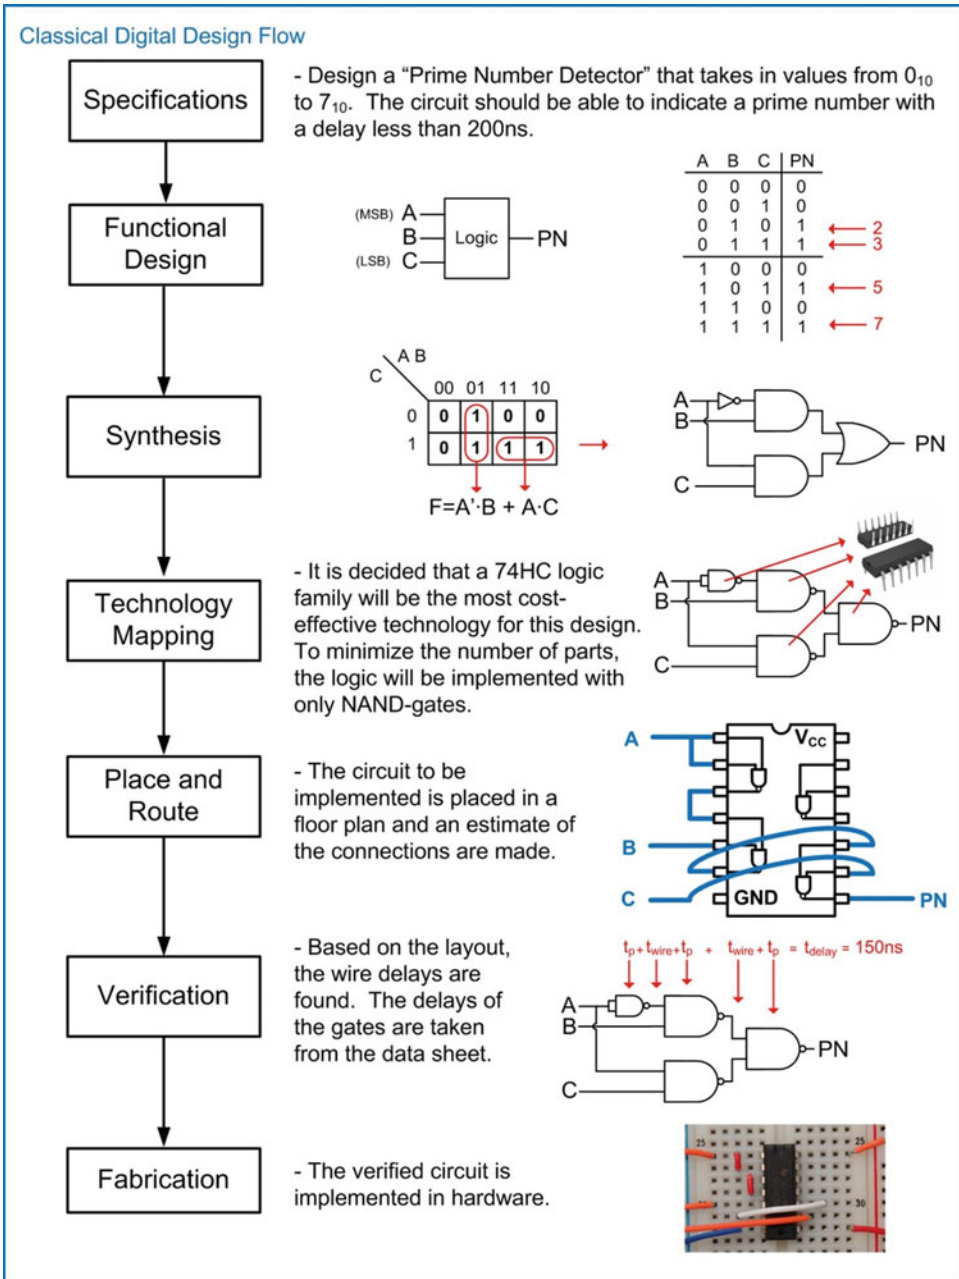 Classical Digital Design Flow
Specifications
- Design a “Prime Number Detector” that takes in values from 0₁₀
to 7₁₀.  The circuit should be able to indicate a prime number with
a delay less than 200ns.
Functional
Design
(MSB) A
B
(LSB) C
Logic
PN
A B C PN
0 0 0 0
0 0 1 0
0 1 0 1 2
0 1 1 1 3
1 0 0 0
1 0 1 1 5
1 1 0 0
1 1 1 1 7
Synthesis
A B
C
00 01 11 10
0 0 1 0 0
1 0 1 1 1
F=A'·B + A·C
A
B
C
PN
Technology
Mapping
- It is decided that a 74HC logic
family will be the most cost-
effective technology for this design.
To minimize the number of parts,
the logic will be implemented with
only NAND-gates.
A
B
C
PN
Place and
Route
- The circuit to be
implemented is placed in a
floor plan and an estimate of
the connections are made.
A
B
C
VCC
GND
PN
Verification
- Based on the layout,
the wire delays are
found.  The delays of
the gates are taken
from the data sheet.
tp+ twire+tp + twire+ tp = tdelay = 150ns
A
B
C
PN
Fabrication
- The verified circuit is
implemented in hardware.
25
25
30